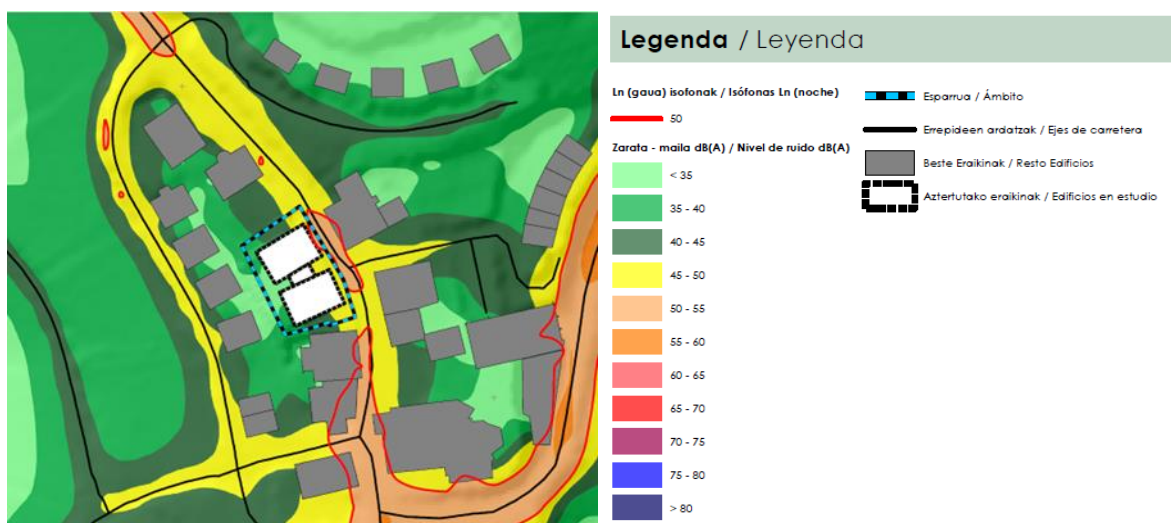 Legenda / Leyenda
Ln (gaua) isofonak / Isófonas Ln (noche)
50
Zarata - maila dB(A) / Nivel de ruido dB(A)
< 35
35 - 40
40 - 45
45 - 50
50 - 55
55 - 60
60 - 65
65 - 70
70 - 75
75 - 80
> 80
Esparrua / Ámbito
Errepideen ardatzak / Ejes de carretera
Beste Eraikinak / Resto Edificios
Aztertutako eraikinak / Edificios en estudio